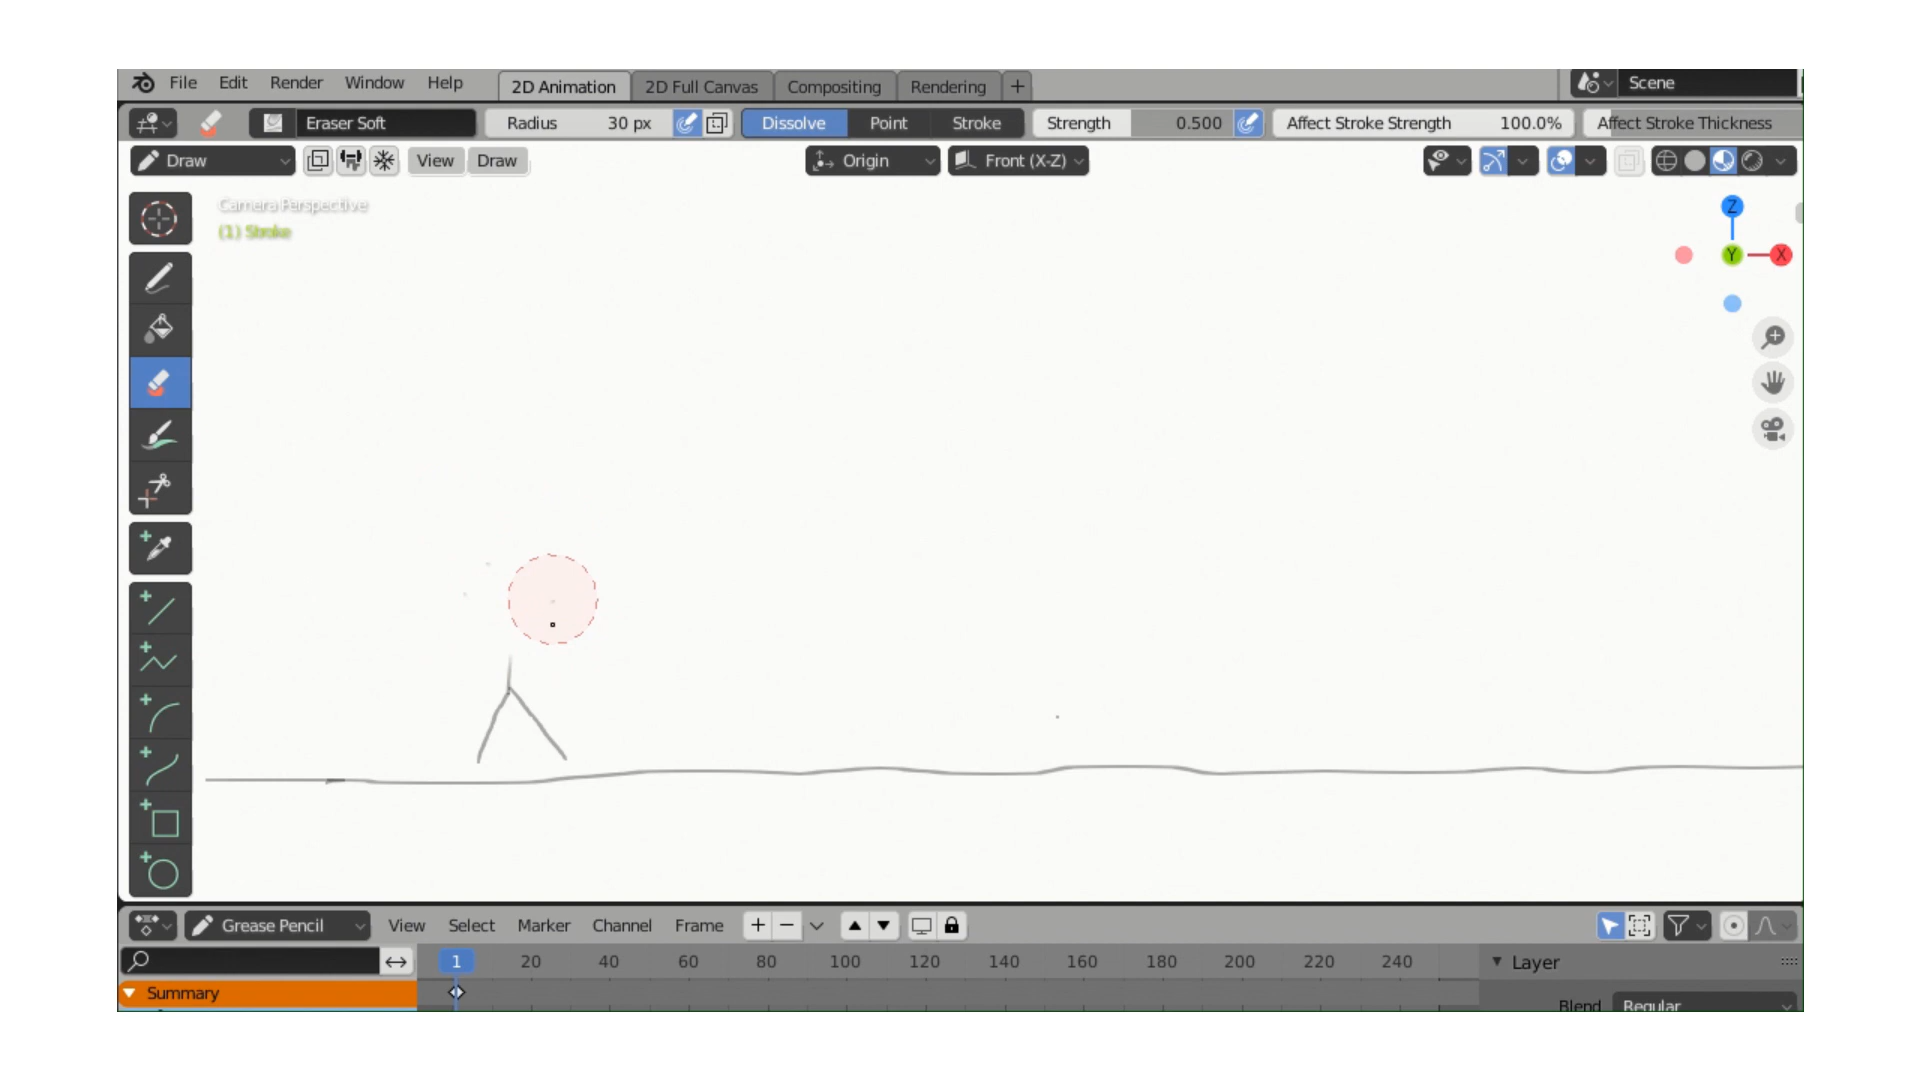 File Edit Render Window Help 2D Animation 2D Full Canvas Compositing Rendering + Scene
Eraser Soft Radius 30 px Dissolve Point Stroke Strength 0.500 Affect Stroke Strength 100.0% Affect Stroke Thickness
Draw View Draw Origin Front (X-Z)
Camera Perspective
(1) Stroke
Z
Y X
Grease Pencil View Select Marker Channel Frame
1 20 40 60 80 100 120 140 160 180 200 220 240 Layer
Summary
Blend Regular